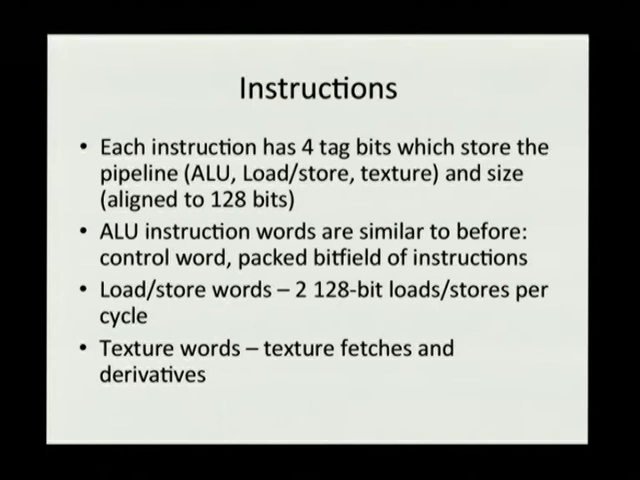 Instructions
• Each instruction has 4 tag bits which store the
pipeline (ALU, Load/store, texture) and size
(aligned to 128 bits)
• ALU instruction words are similar to before:
control word, packed bitfield of instructions
• Load/store words – 2 128-bit loads/stores per
cycle
• Texture words – texture fetches and
derivatives